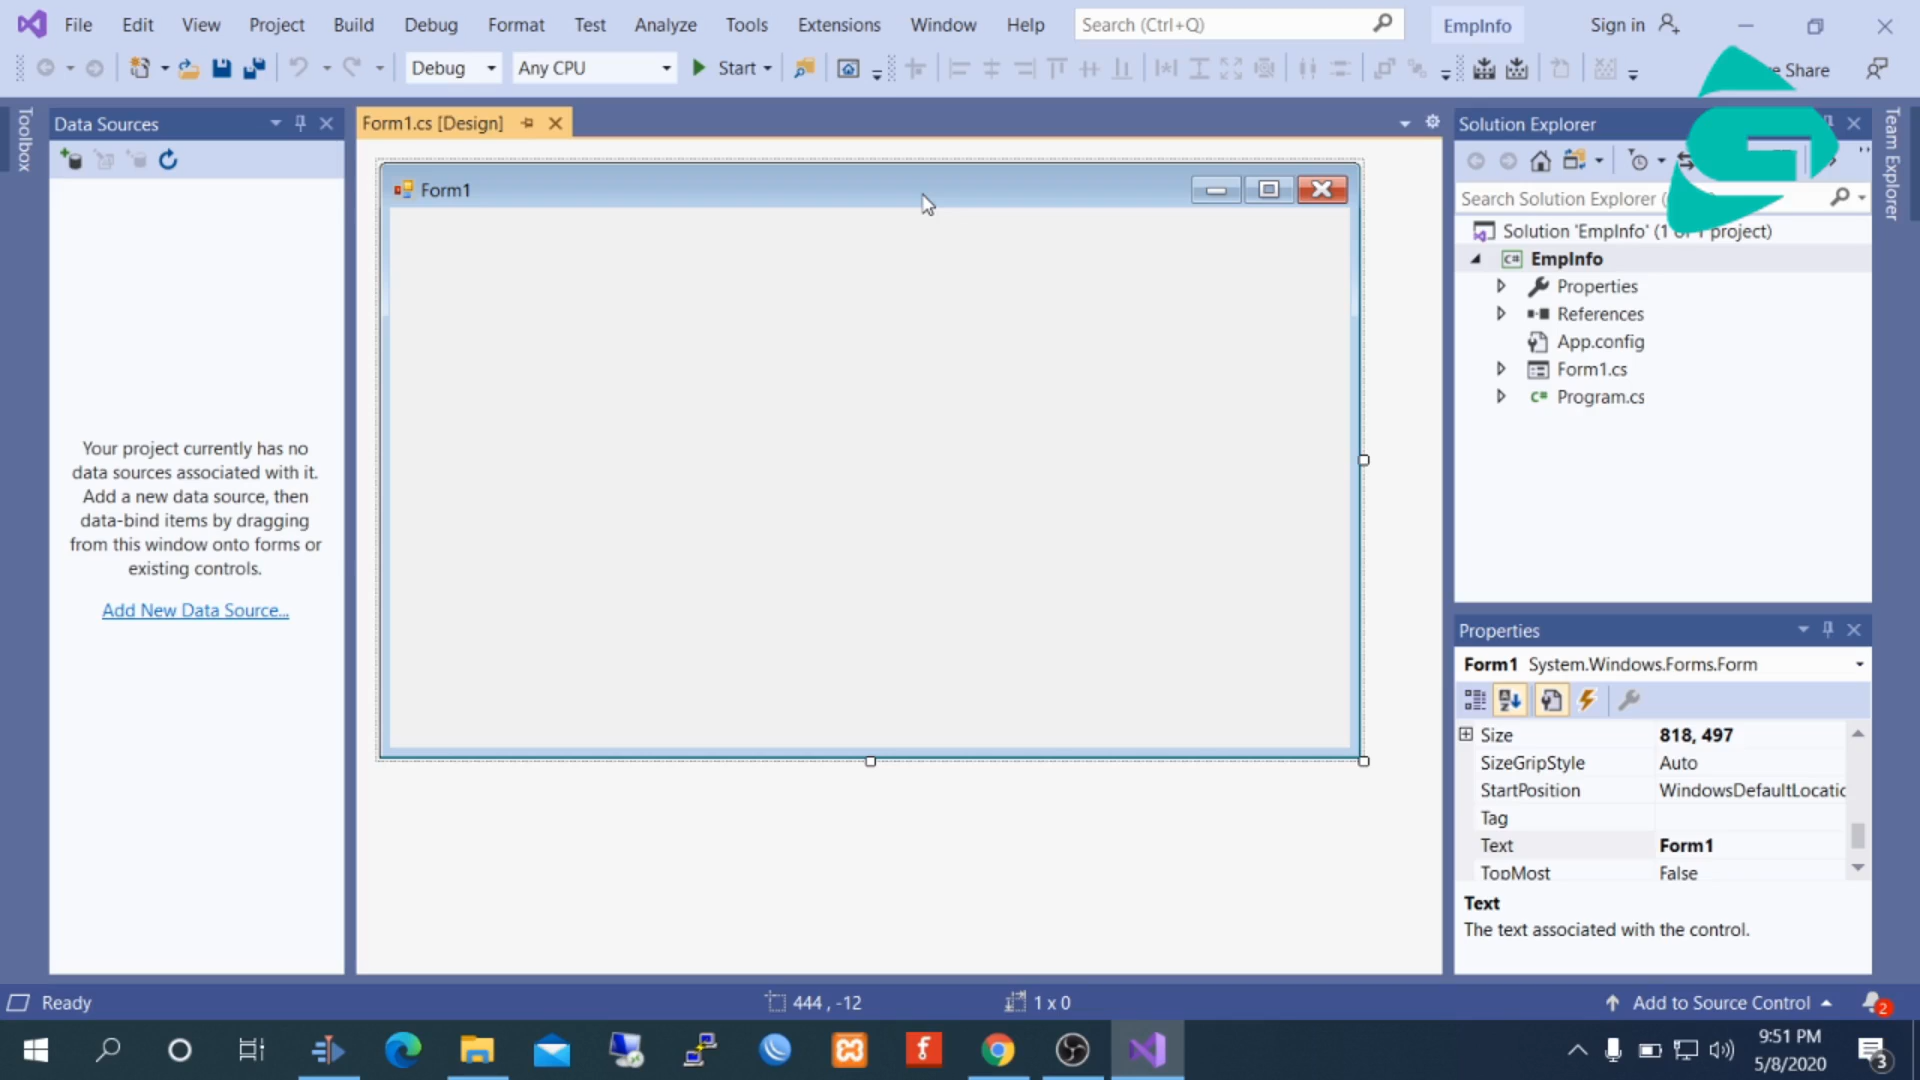 File Edit View Project Build Debug Format Test Analyze Tools Extensions Window Help Search (Ctrl+Q) EmpInfo Sign in
Debug Any CPU Start Share
Toolbox
Data Sources
Form1.cs [Design]
Solution Explorer
Team Explorer
Form1
Search Solution Explorer (
Solution 'EmpInfo' (1 of 1 project)
C# EmpInfo
Properties
References
App.config
Form1.cs
C# Program.cs
Your project currently has no
data sources associated with it.
Add a new data source, then
data-bind items by dragging
from this window onto forms or
existing controls.
Add New Data Source...
Properties
Form1 System.Windows.Forms.Form
Size 818, 497
SizeGripStyle Auto
StartPosition WindowsDefaultLocatio
Tag
Text Form1
TopMost False
Text
The text associated with the control.
Ready 444 , -12 1 x 0 Add to Source Control 2
9:51 PM
5/8/2020
3